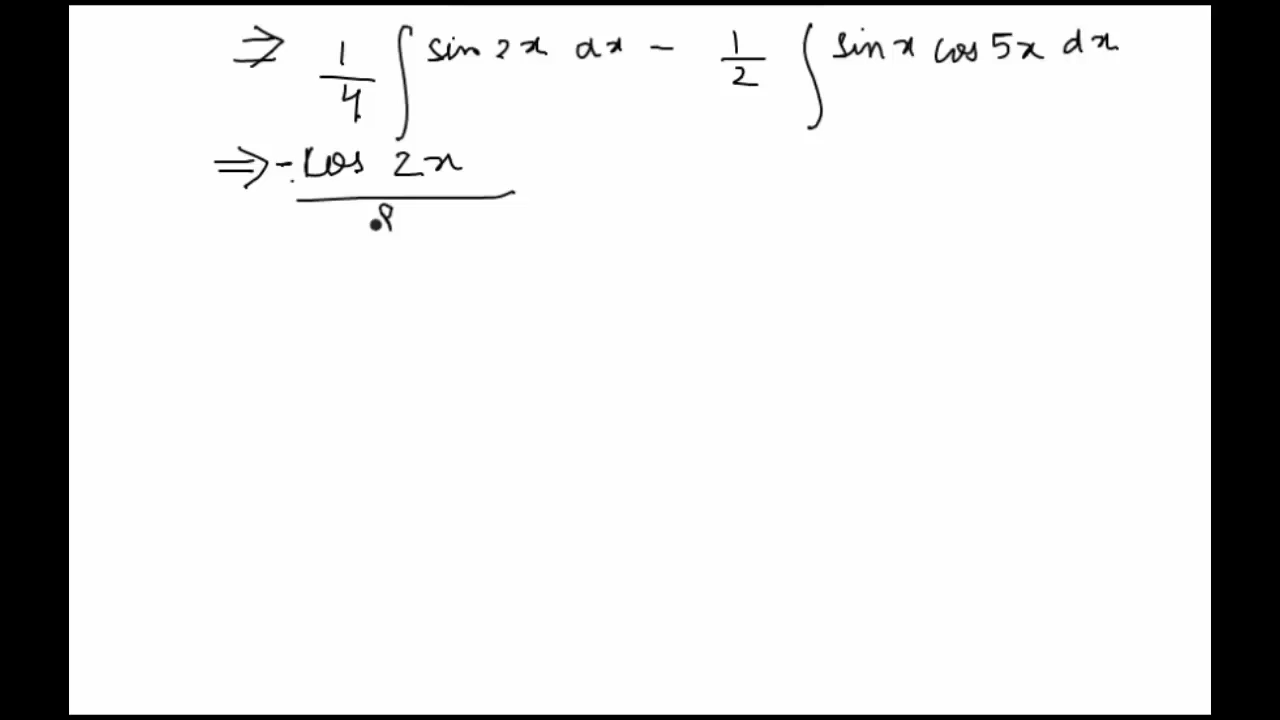 ⇒ 1/4 ∫ sin 2x dx − 1/2 ∫ sin x cos 5x dx
⇒ - cos 2x / 8